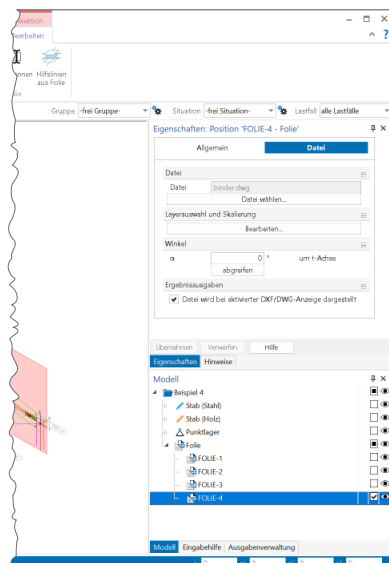 elektion
Bearbeiten
nnen Hilfslinien
lie aus Folie
Gruppe -frei Gruppe- Situation -frei Situation- Lastfall alle Lastfälle
Eigenschaften: Position 'FOLIE-4 - Folie'
Allgemein Datei
Datei
Datei binder.dwg
Datei wählen...
Layerauswahl und Skalierung
Bearbeiten...
Winkel
α 0 ° um t-Achse
abgreifen
Ergebnisausgaben
Datei wird bei aktivierter DXF/DWG-Anzeige dargestellt
Übernehmen Verwerfen Hilfe
Eigenschaften Hinweise
Modell
Beispiel 4
Stab (Stahl)
Stab (Holz)
Punktlager
Folie
FOLIE-1
FOLIE-2
FOLIE-3
FOLIE-4
Modell Eingabehilfe Ausgabenverwaltung